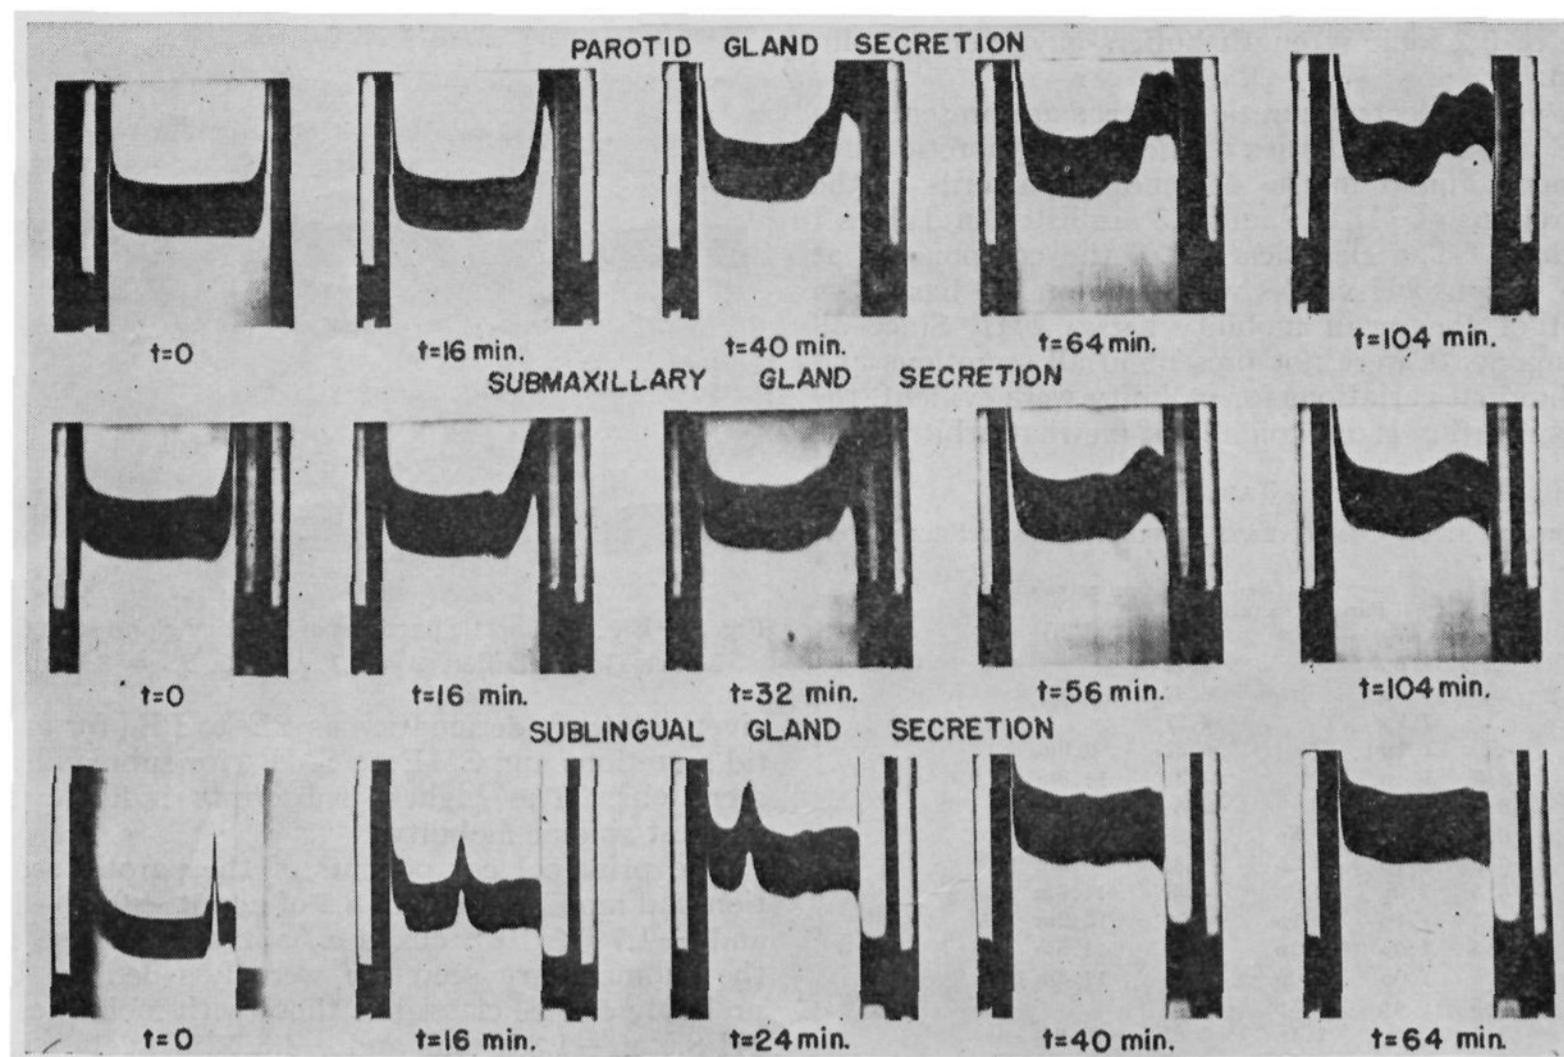 PAROTID GLAND SECRETION
t=0 t=16 min. t=40 min. t=64 min. t=104 min.
SUBMAXILLARY GLAND SECRETION
t=0 t=16 min. t=32 min. t=56 min. t=104 min.
SUBLINGUAL GLAND SECRETION
t=0 t=16 min. t=24 min. t=40 min. t=64 min.